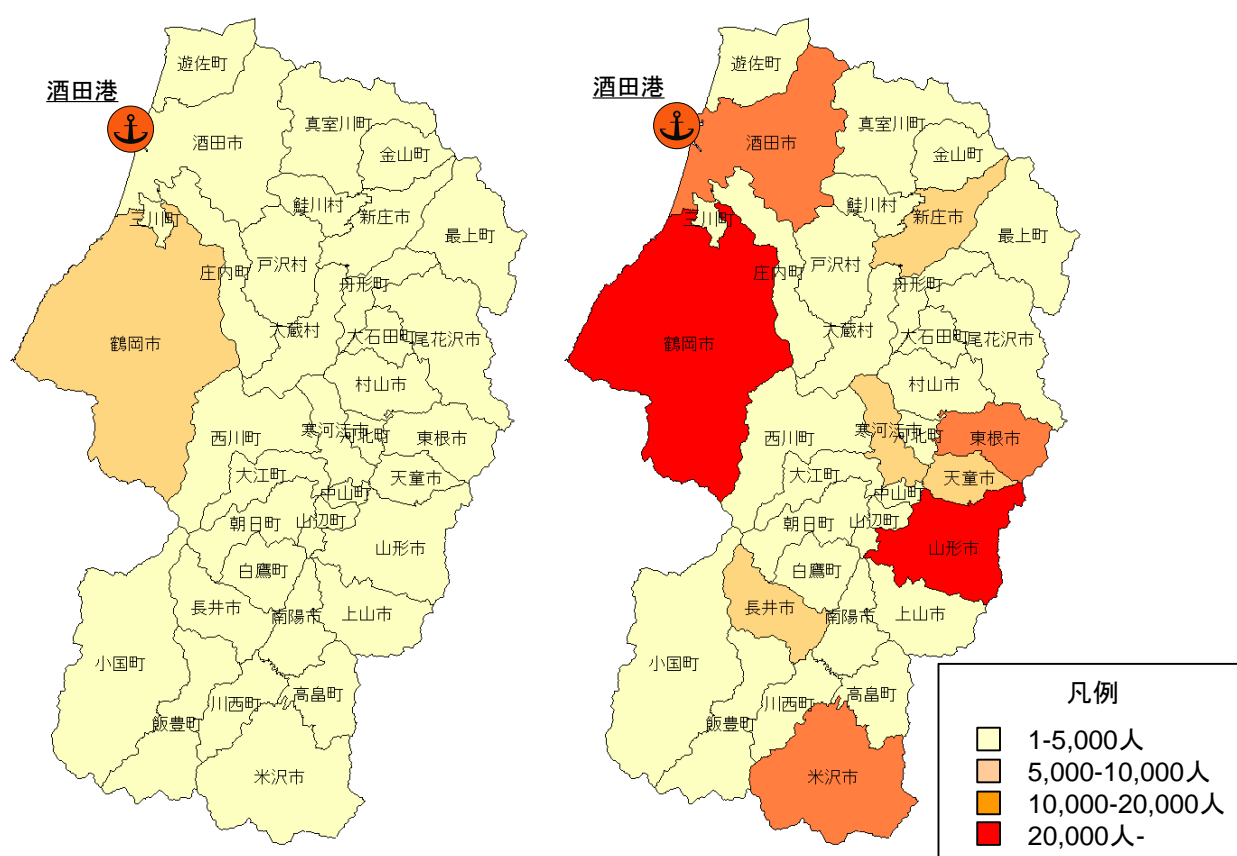 酒田港
遊佐町
酒田市
真室川町
金山町
鮭川村
新庄市
最上町
三川町
庄内町
戸沢村
舟形町
鶴岡市
大蔵村
大石田町
尾花沢市
村山市
西川町
寒河江市
河北町
東根市
大江町
天童市
中山町
朝日町
山辺町
山形市
白鷹町
長井市
南陽市
上山市
小国町
川西町
高畠町
飯豊町
米沢市
酒田港
遊佐町
酒田市
真室川町
金山町
鮭川村
新庄市
最上町
三川町
庄内町
戸沢村
舟形町
鶴岡市
大蔵村
大石田町
尾花沢市
村山市
西川町
寒河江市
河北町
東根市
大江町
天童市
中山町
朝日町
山辺町
山形市
白鷹町
長井市
南陽市
上山市
小国町
川西町
高畠町
飯豊町
米沢市
凡例
1-5,000人
5,000-10,000人
10,000-20,000人
20,000人-